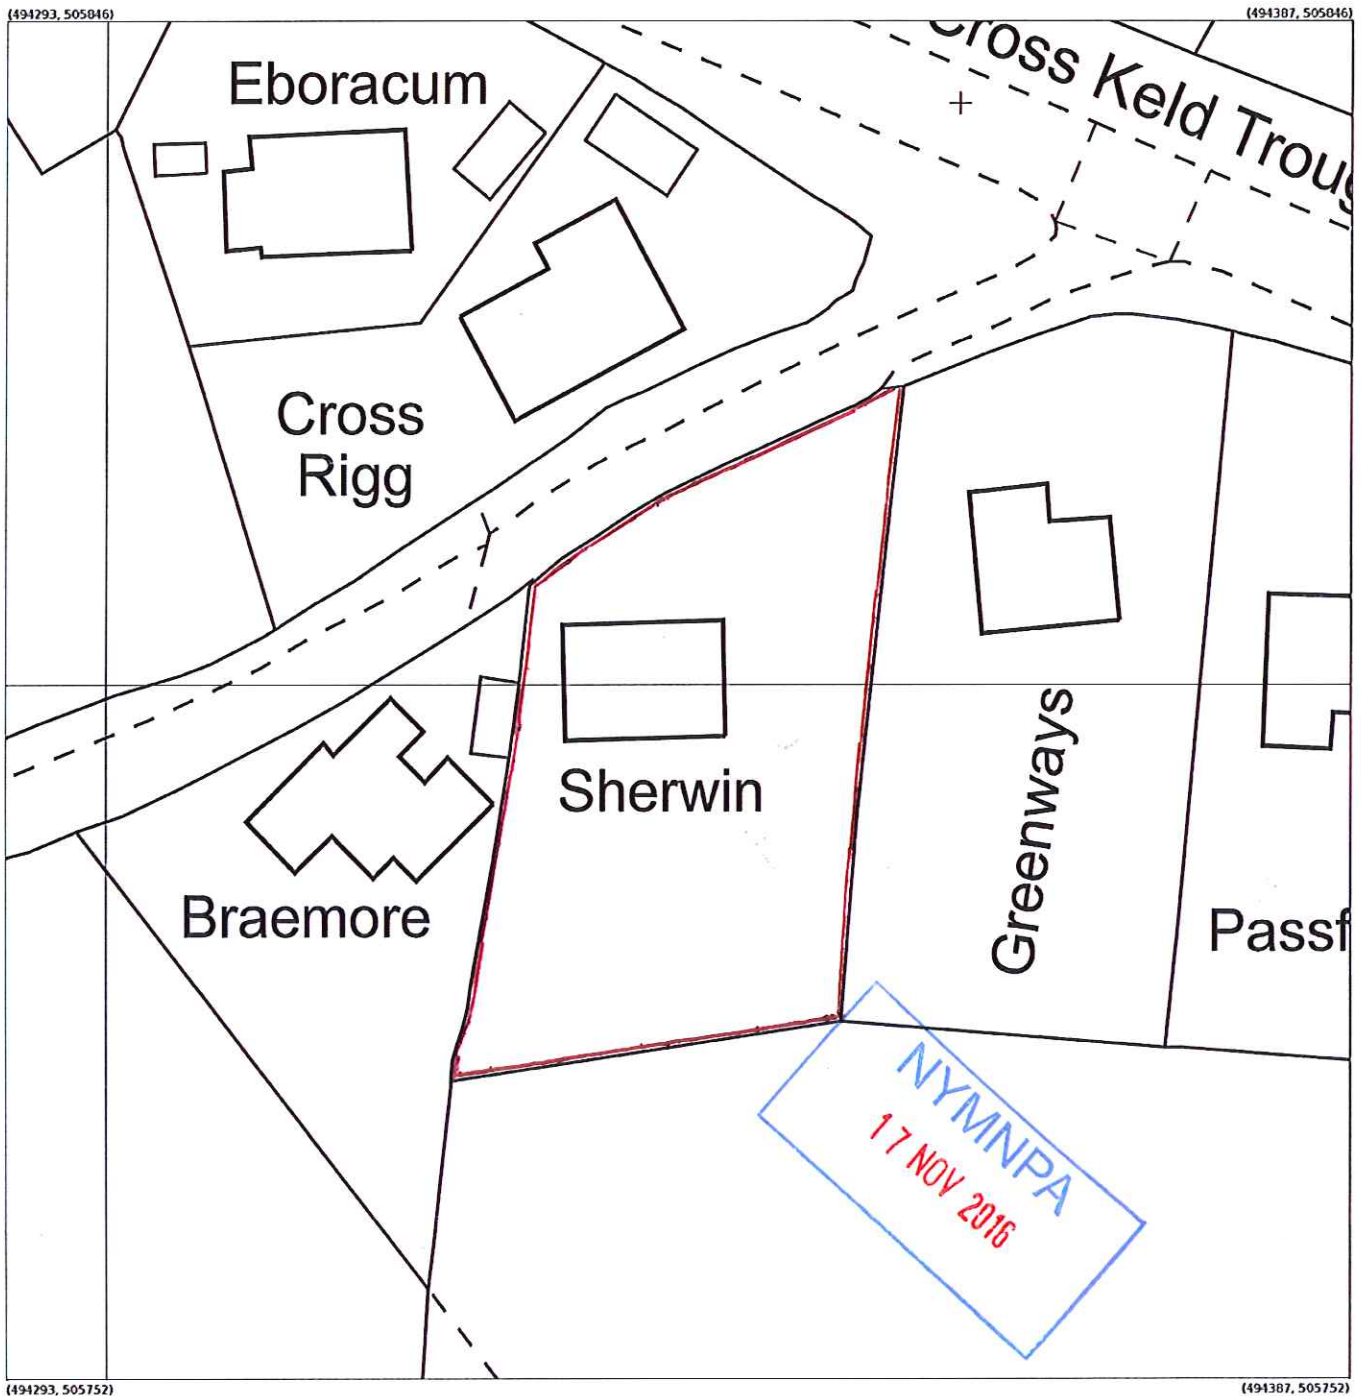 (494293, 505846)
(494387, 505846)
Cross Keld Troug
Eboracum
Cross
Rigg
Sherwin
Greenways
Braemore
Passf
NYMNPA
17 NOV 2016
(494293, 505752)
(494387, 505752)